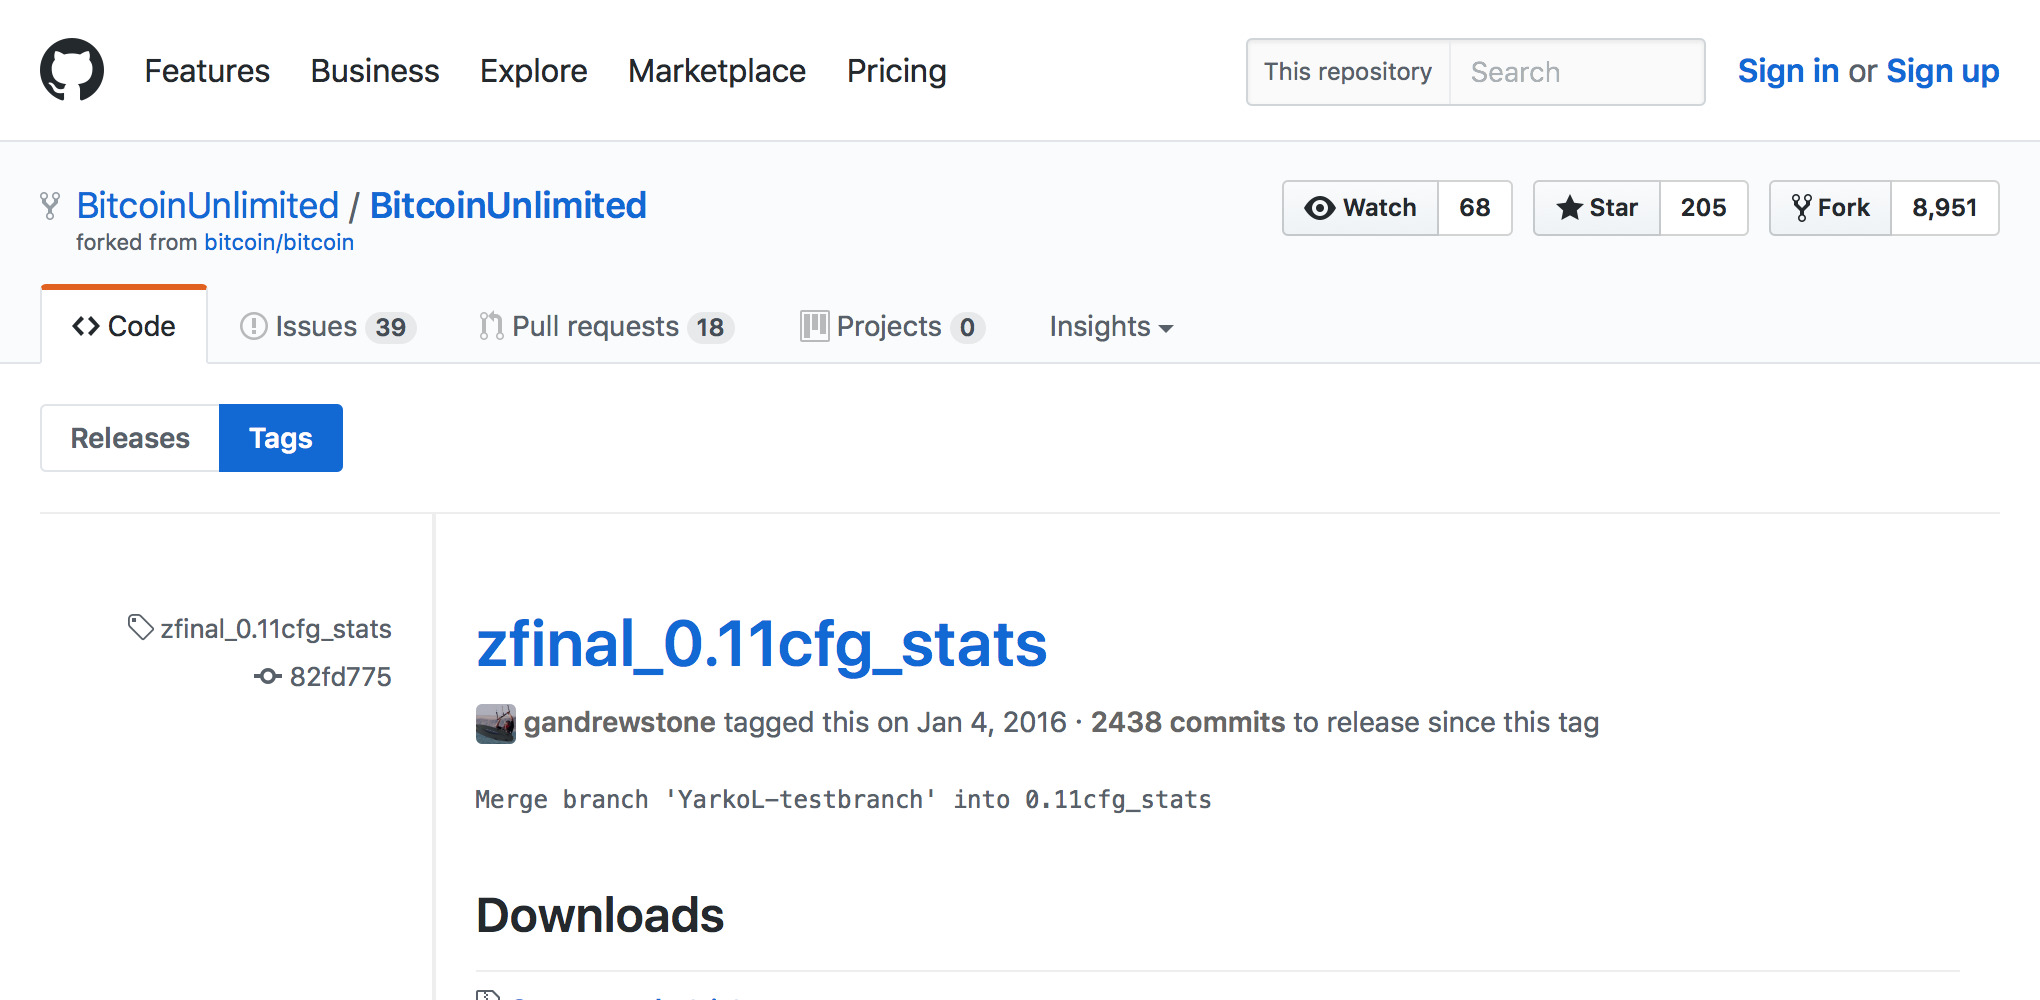 Features Business Explore Marketplace Pricing This repository Search Sign in or Sign up
BitcoinUnlimited / BitcoinUnlimited Watch 68 Star 205 Fork 8,951
forked from bitcoin/bitcoin
Code Issues 39 Pull requests 18 Projects 0 Insights
Releases Tags
zfinal_0.11cfg_stats
82fd775
zfinal_0.11cfg_stats
gandrewstone tagged this on Jan 4, 2016 · 2438 commits to release since this tag
Merge branch 'YarkoL-testbranch' into 0.11cfg_stats
Downloads